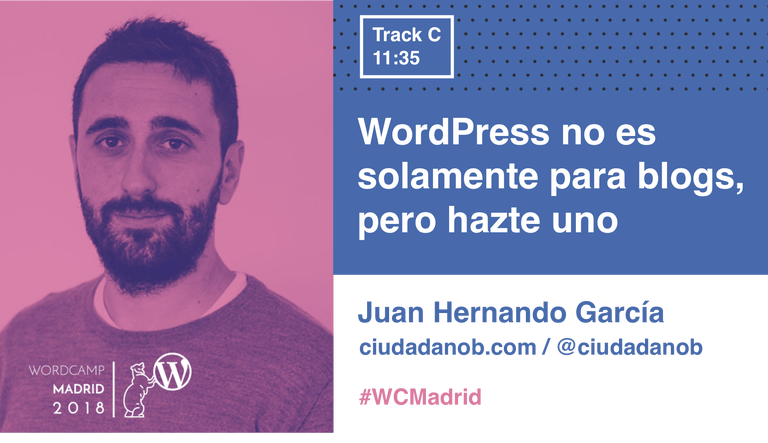 Track C
11:35
WordPress no es
solamente para blogs,
pero hazte uno
Juan Hernando García
ciudadanob.com / @ciudadanob
#WCMadrid
WORDCAMP
MADRID
2018
W